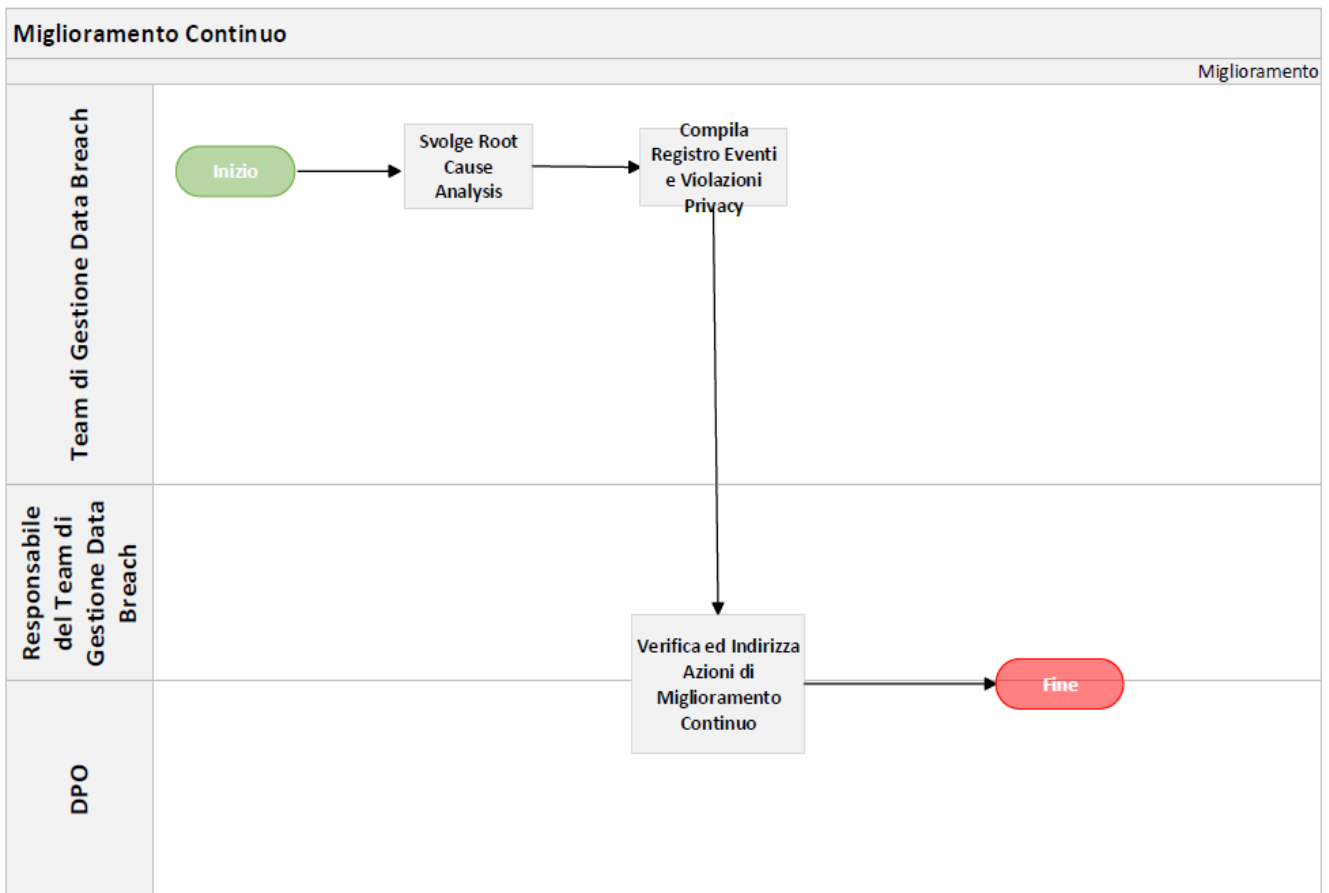 Miglioramento Continuo
Miglioramento
Team di Gestione Data Breach
Inizio
Svolge Root
Cause
Analysis
Compila
Registro Eventi
e Violazioni
Privacy
Responsabile
del Team di
Gestione Data
Breach
Verifica ed Indirizza
Azioni di
Miglioramento
Continuo
Fine
DPO